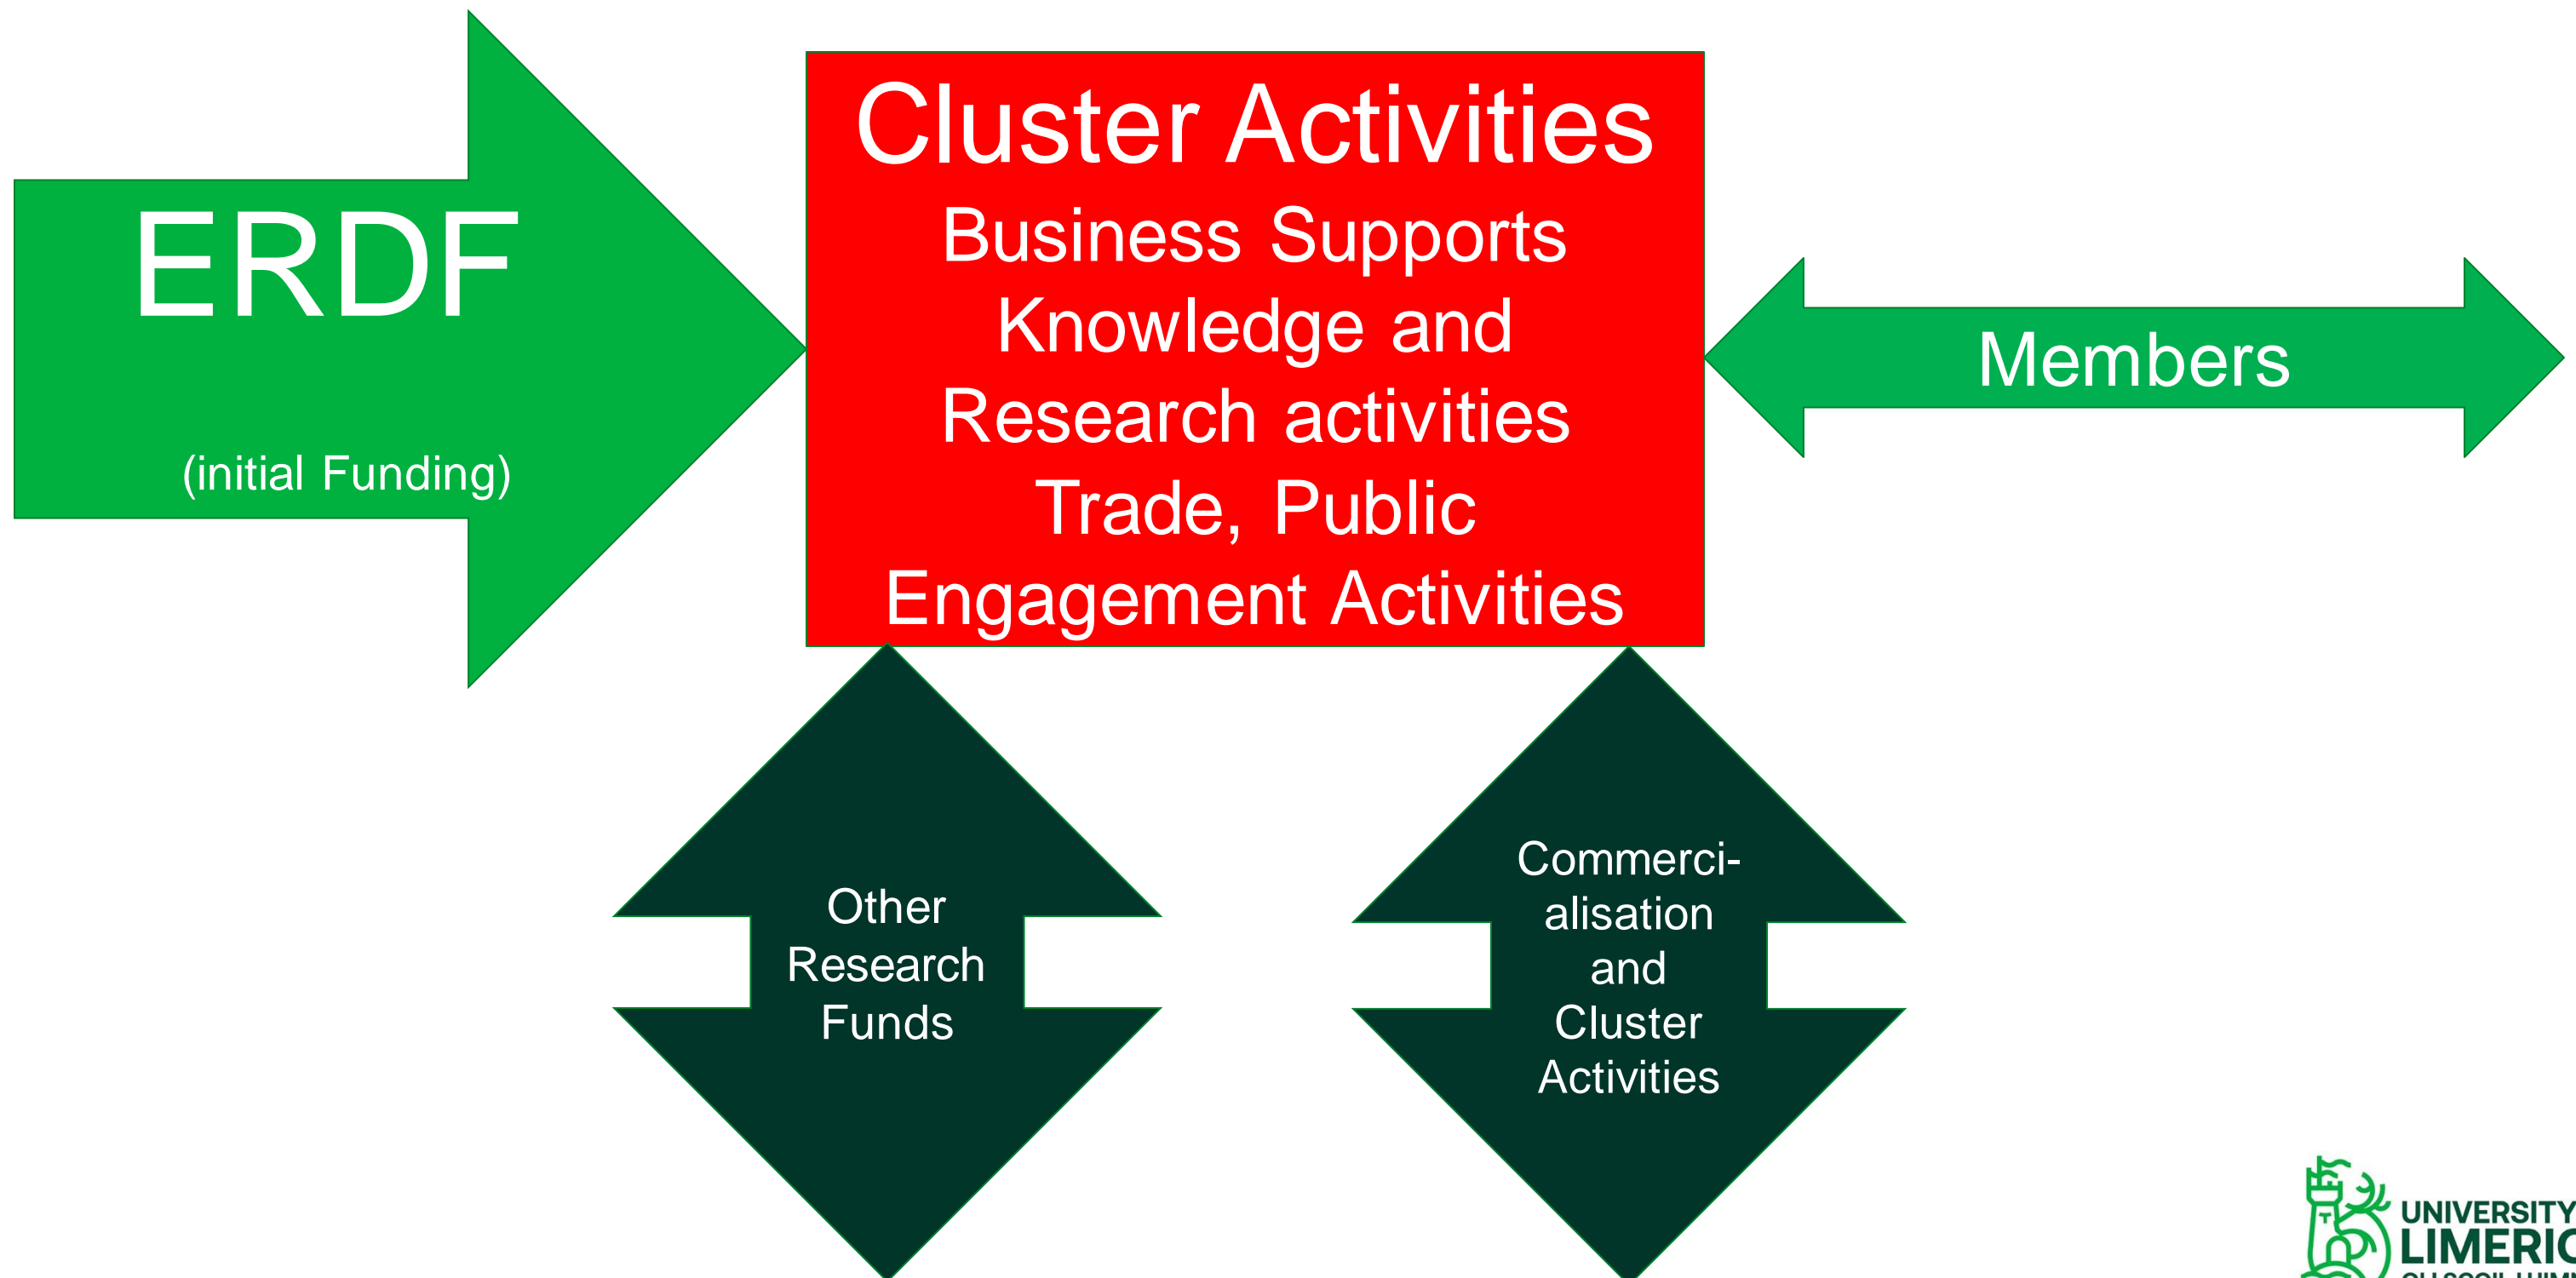 ERDF
(initial Funding)
Cluster Activities
Business Supports
Knowledge and
Research activities
Trade, Public
Engagement Activities
Members
Other
Research
Funds
Commerci-
alisation
and
Cluster
Activities
UNIVERSITY